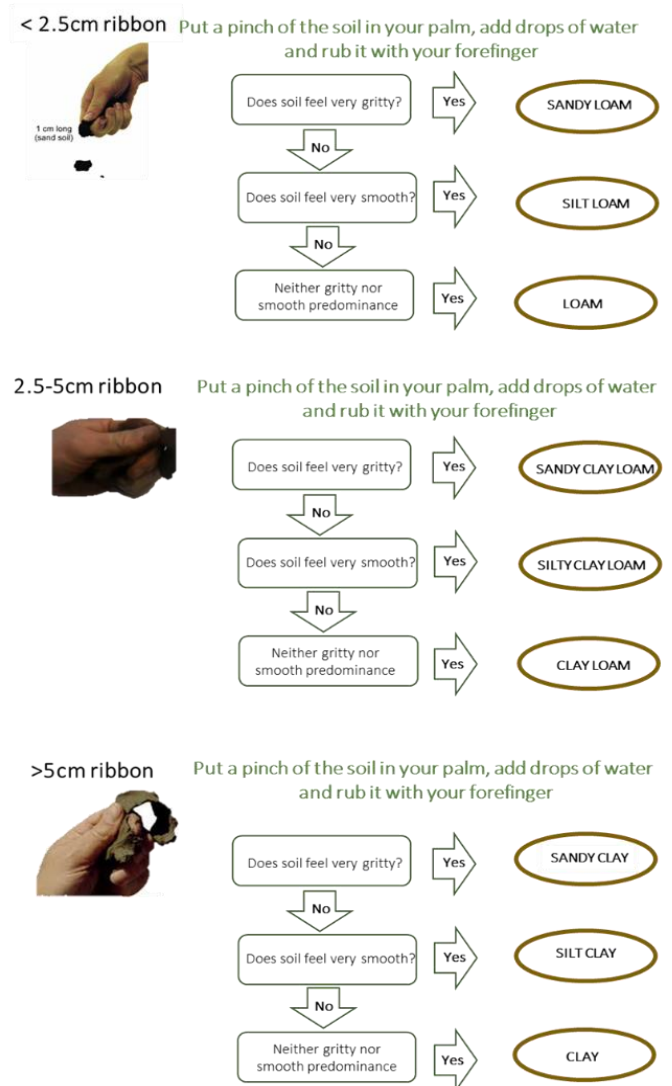 < 2.5cm ribbon
Put a pinch of the soil in your palm, add drops of water
and rub it with your forefinger
1 cm long
(sand soil)
Does soil feel very gritty?
Yes
SANDY LOAM
No
Does soil feel very smooth?
Yes
SILT LOAM
No
Neither gritty nor
smooth predominance
Yes
LOAM
2.5-5cm ribbon
Put a pinch of the soil in your palm, add drops of water
and rub it with your forefinger
Does soil feel very gritty?
Yes
SANDY CLAY LOAM
No
Does soil feel very smooth?
Yes
SILTY CLAY LOAM
No
Neither gritty nor
smooth predominance
Yes
CLAY LOAM
>5cm ribbon
Put a pinch of the soil in your palm, add drops of water
and rub it with your forefinger
Does soil feel very gritty?
Yes
SANDY CLAY
No
Does soil feel very smooth?
Yes
SILT CLAY
No
Neither gritty nor
smooth predominance
Yes
CLAY